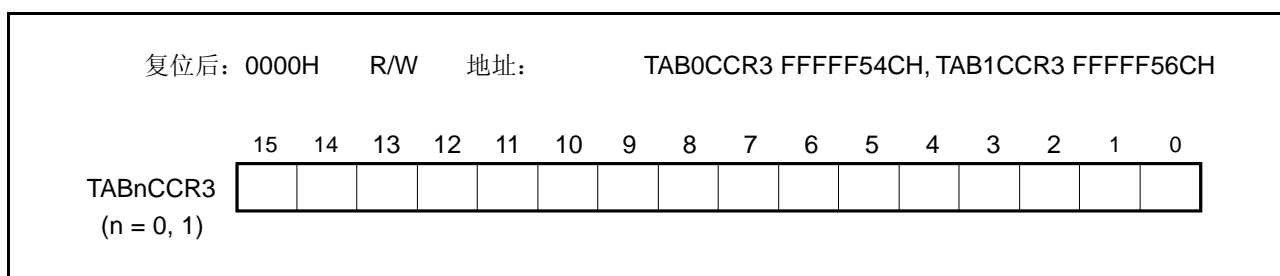 复位后：0000H R/W 地址： TAB0CCR3 FFFFF54CH, TAB1CCR3 FFFFF56CH
15 14 13 12 11 10 9 8 7 6 5 4 3 2 1 0
TABnCCR3
(n = 0, 1)